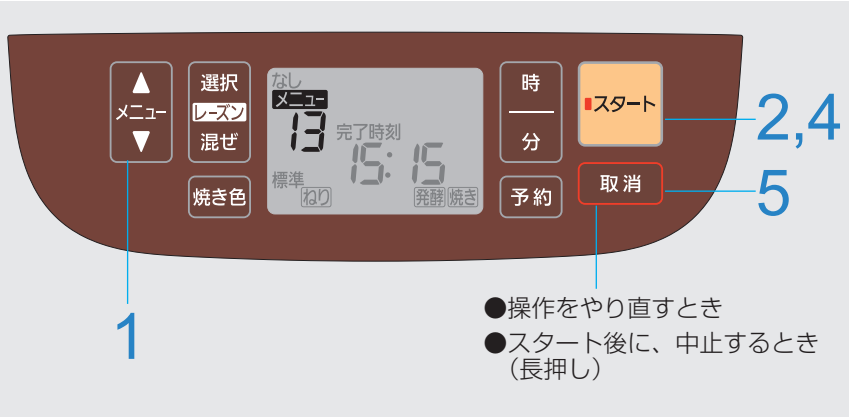 ▲
メニュー
▼
選択
レーズン
混ぜ
焼き色
なし
メニュー
13
完了時刻
15:15
標準
ねり
発酵
焼き
時
分
予約
スタート
取消
2,4
5
1
●操作をやり直すとき
●スタート後に、中止するとき
（長押し）